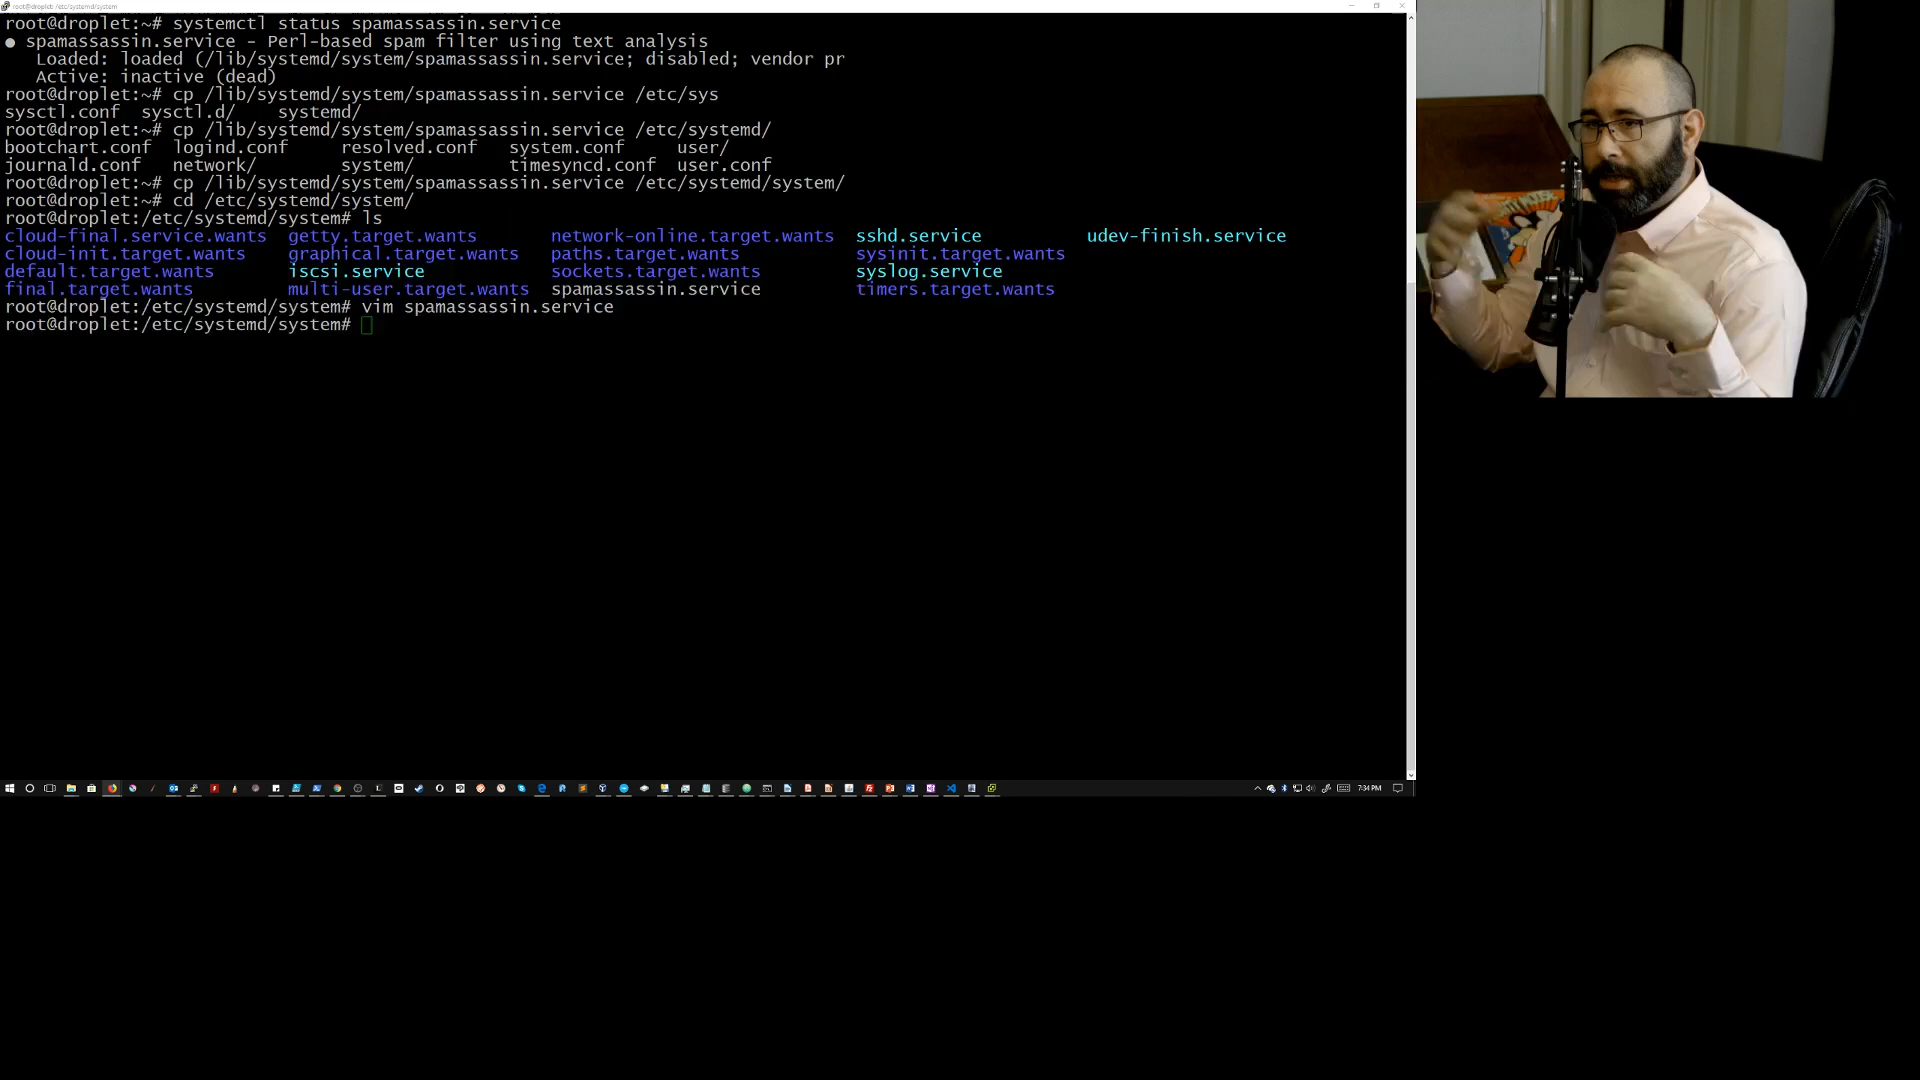 root@droplet: /etc/systemd/system
root@droplet:~# systemctl status spamassassin.service
● spamassassin.service - Perl-based spam filter using text analysis
Loaded: loaded (/lib/systemd/system/spamassassin.service; disabled; vendor pr
Active: inactive (dead)
root@droplet:~# cp /lib/systemd/system/spamassassin.service /etc/sys
sysctl.conf sysctl.d/ systemd/
root@droplet:~# cp /lib/systemd/system/spamassassin.service /etc/systemd/
bootchart.conf logind.conf resolved.conf system.conf user/
journald.conf network/ system/ timesyncd.conf user.conf
root@droplet:~# cp /lib/systemd/system/spamassassin.service /etc/systemd/system/
root@droplet:~# cd /etc/systemd/system/
root@droplet:/etc/systemd/system# ls
cloud-final.service.wants getty.target.wants network-online.target.wants sshd.service udev-finish.service
cloud-init.target.wants graphical.target.wants paths.target.wants sysinit.target.wants
default.target.wants iscsi.service sockets.target.wants syslog.service
final.target.wants multi-user.target.wants spamassassin.service timers.target.wants
root@droplet:/etc/systemd/system# vim spamassassin.service
root@droplet:/etc/systemd/system#
7:34 PM